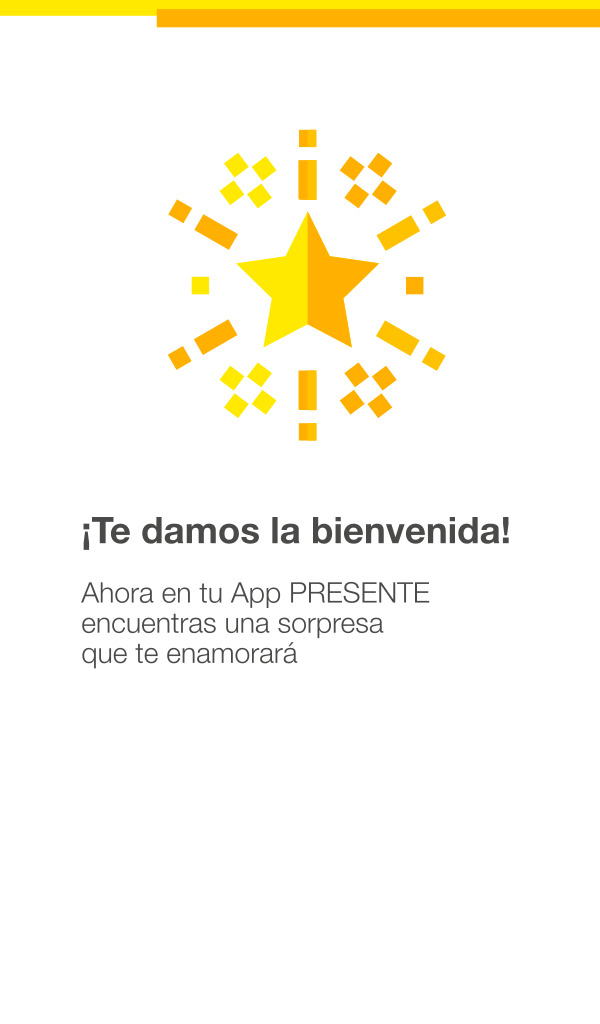 ¡Te damos la bienvenida!
Ahora en tu App PRESENTE
encuentras una sorpresa
que te enamorará